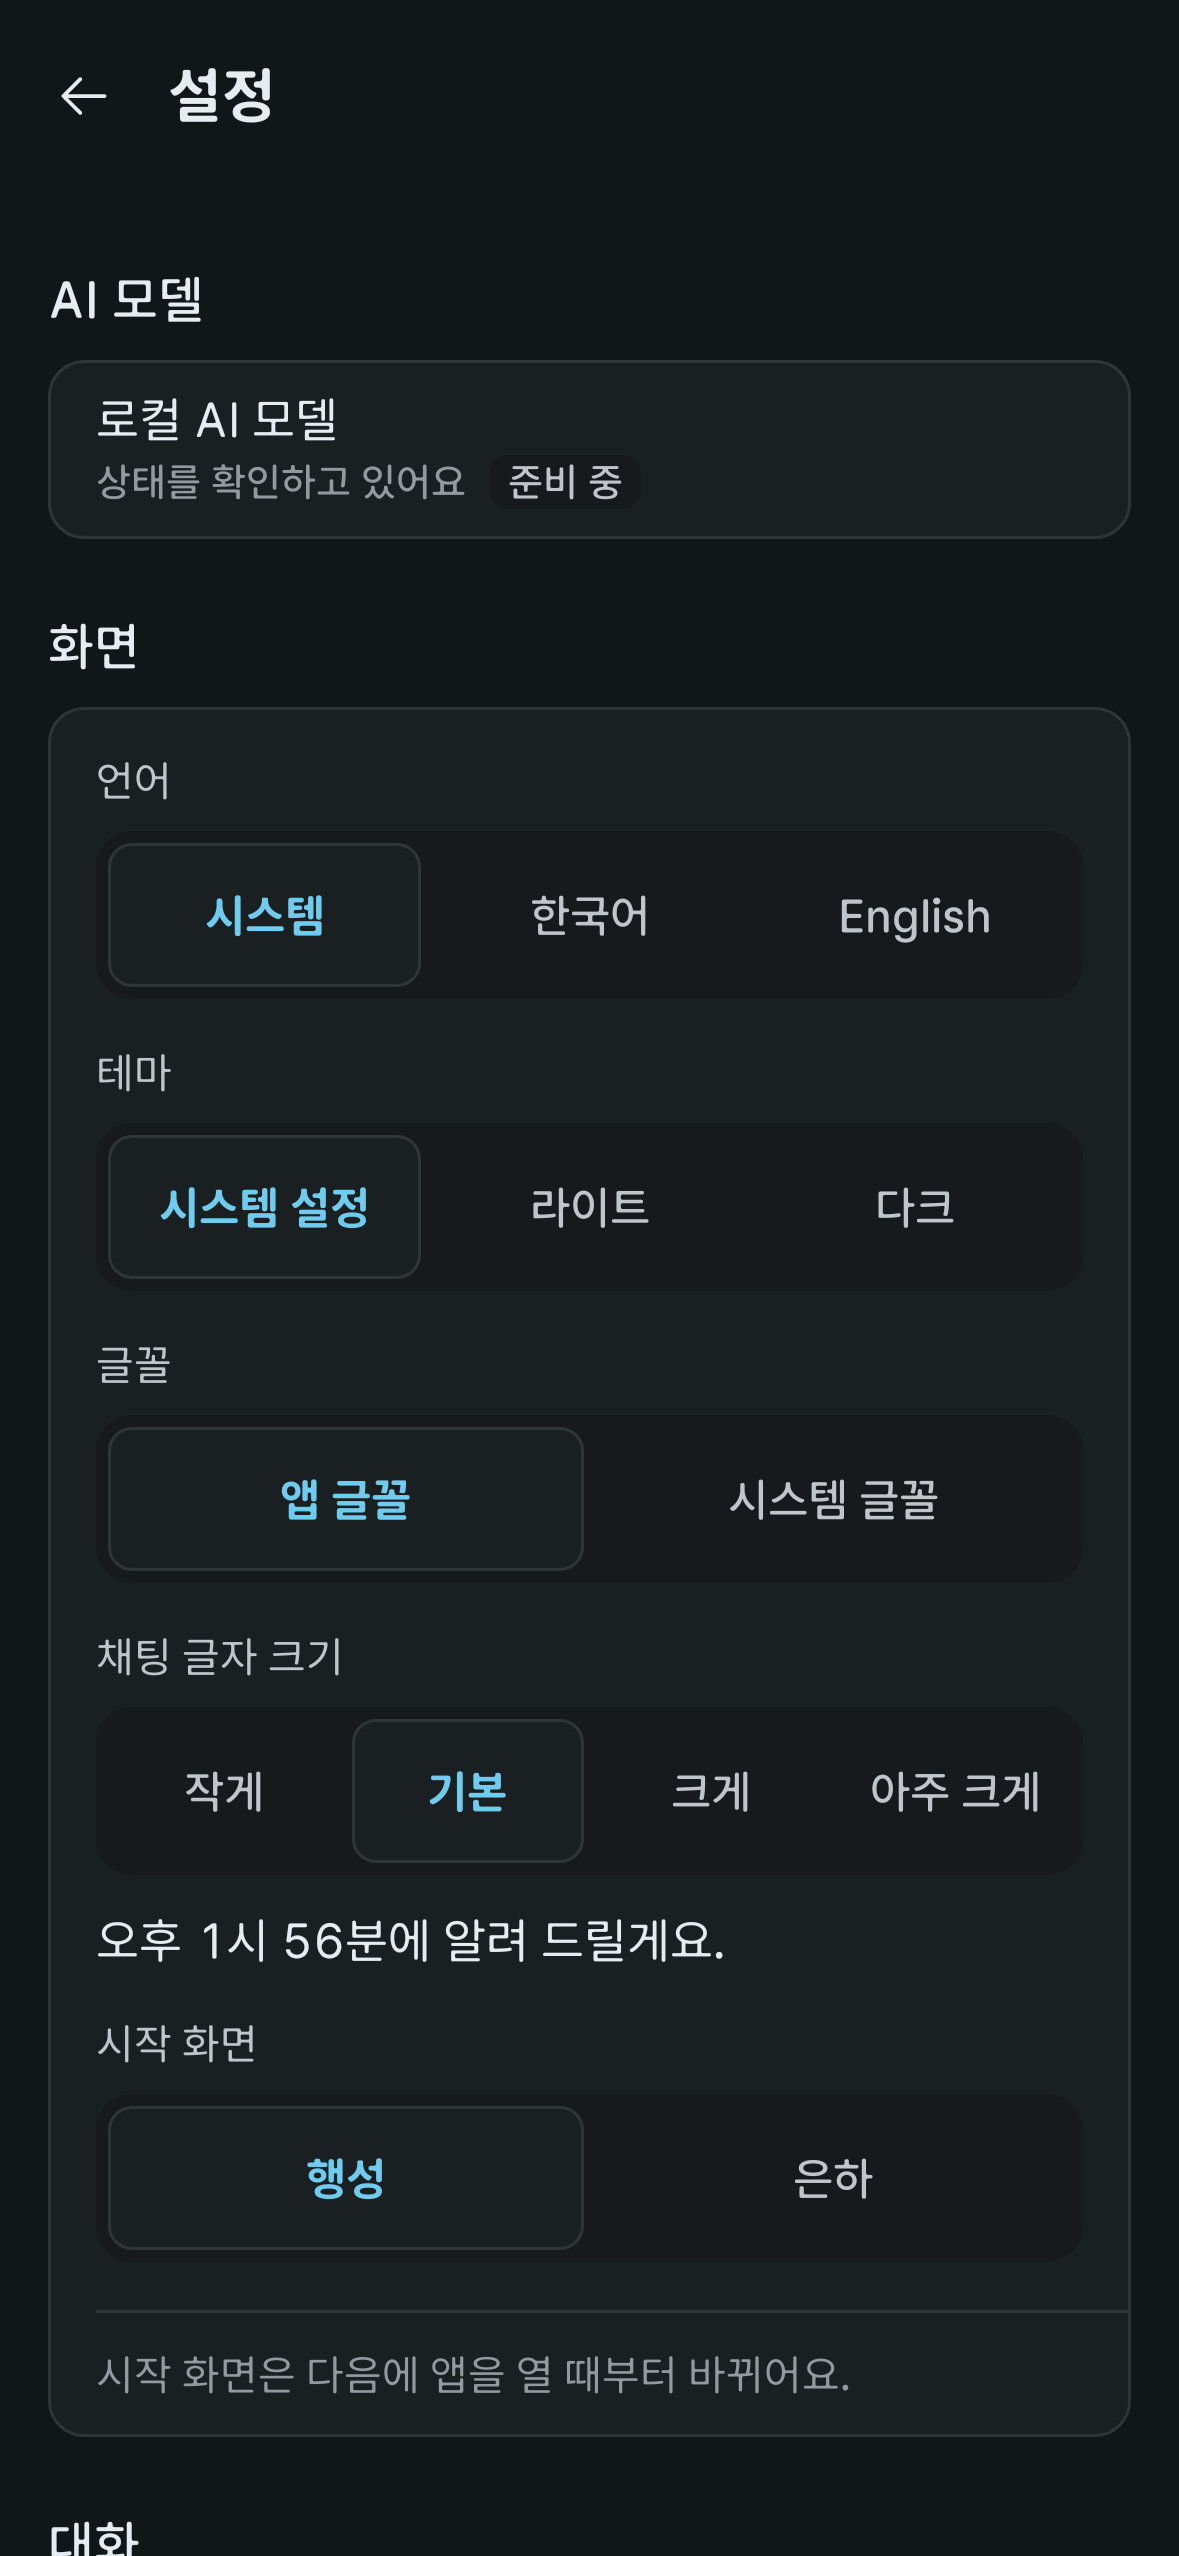 설정
AI 모델
로컬 AI 모델
상태를 확인하고 있어요 준비 중
화면
언어
시스템 한국어 English
테마
시스템 설정 라이트 다크
글꼴
앱 글꼴 시스템 글꼴
채팅 글자 크기
작게 기본 크게 아주 크게
오후 1시 56분에 알려 드릴게요.
시작 화면
행성 은하
시작 화면은 다음에 앱을 열 때부터 바뀌어요.
대화